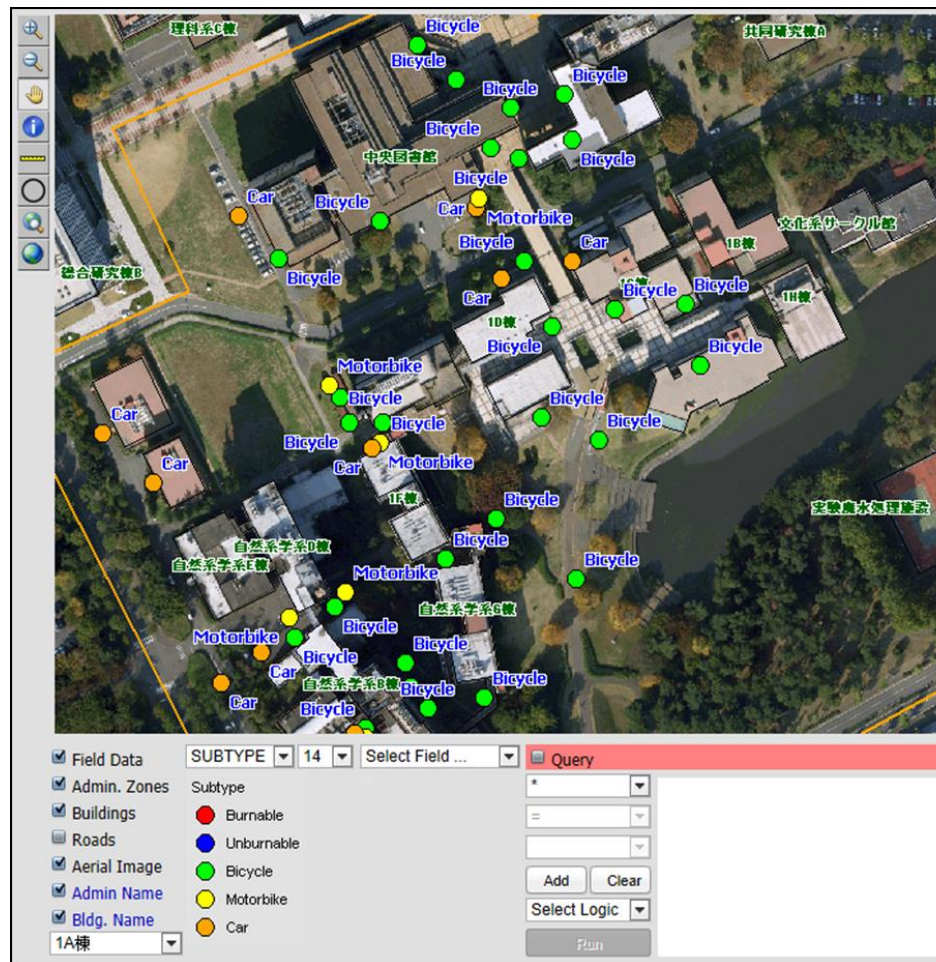 理科系C棟
Bicycle
共同研究棟A
Bicycle
Bicycle
Bicycle
中央図書館
Bicycle
Bicycle
Car
Bicycle
Car
Motorbike
文化系サークル館
1B棟
総合研究棟B
Bicycle
Bicycle
Car
Car
1C棟
Bicycle
Bicycle
1H棟
1D棟
Bicycle
Bicycle
Motorbike
Bicycle
Bicycle
Car
Bicycle
Bicycle
Bicycle
Car
Car
Motorbike
1F棟
Bicycle
実験廃水処理施設
自然系学系D棟
自然系学系E棟
Bicycle
Motorbike
Bicycle
自然系学系G棟
Bicycle
Motorbike
Bicycle
Bicycle
Car
自然系学系B棟
Bicycle
Bicycle
Car
Bicycle
Field Data
SUBTYPE
14
Select Field ...
Query
Admin. Zones
Subtype
*
Buildings
Burnable
=
Roads
Unburnable
Aerial Image
Bicycle
Admin Name
Motorbike
Add
Clear
Bldg. Name
Car
Select Logic
1A棟
Run